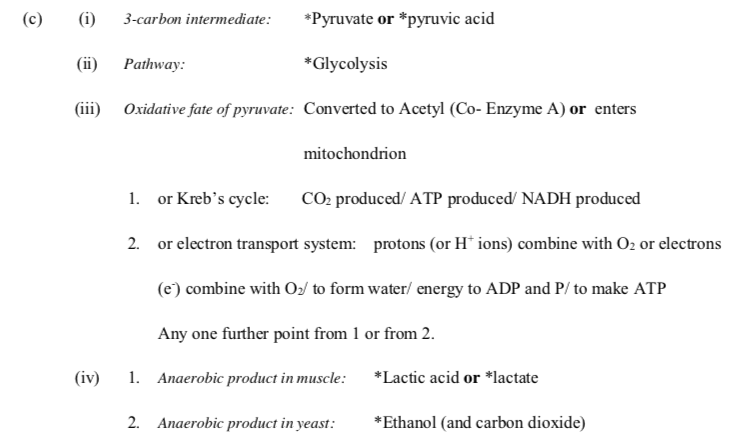 (c) (i) 3-carbon intermediate: *Pyruvate or *pyruvic acid
(ii) Pathway: *Glycolysis
(iii) Oxidative fate of pyruvate: Converted to Acetyl (Co- Enzyme A) or enters
mitochondrion
1. or Kreb’s cycle: CO₂ produced/ ATP produced/ NADH produced
2. or electron transport system: protons (or H⁺ ions) combine with O₂ or electrons
(e⁻) combine with O₂/ to form water/ energy to ADP and P/ to make ATP
Any one further point from 1 or from 2.
(iv) 1. Anaerobic product in muscle: *Lactic acid or *lactate
2. Anaerobic product in yeast: *Ethanol (and carbon dioxide)